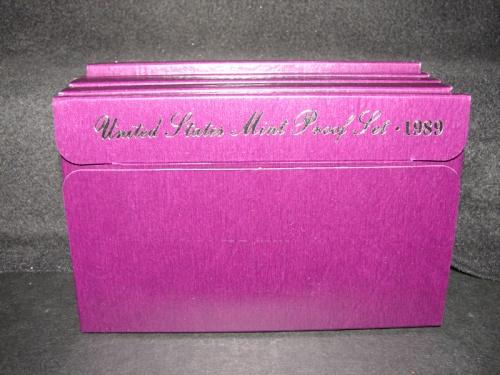 United States Mint Proof Set • 1989